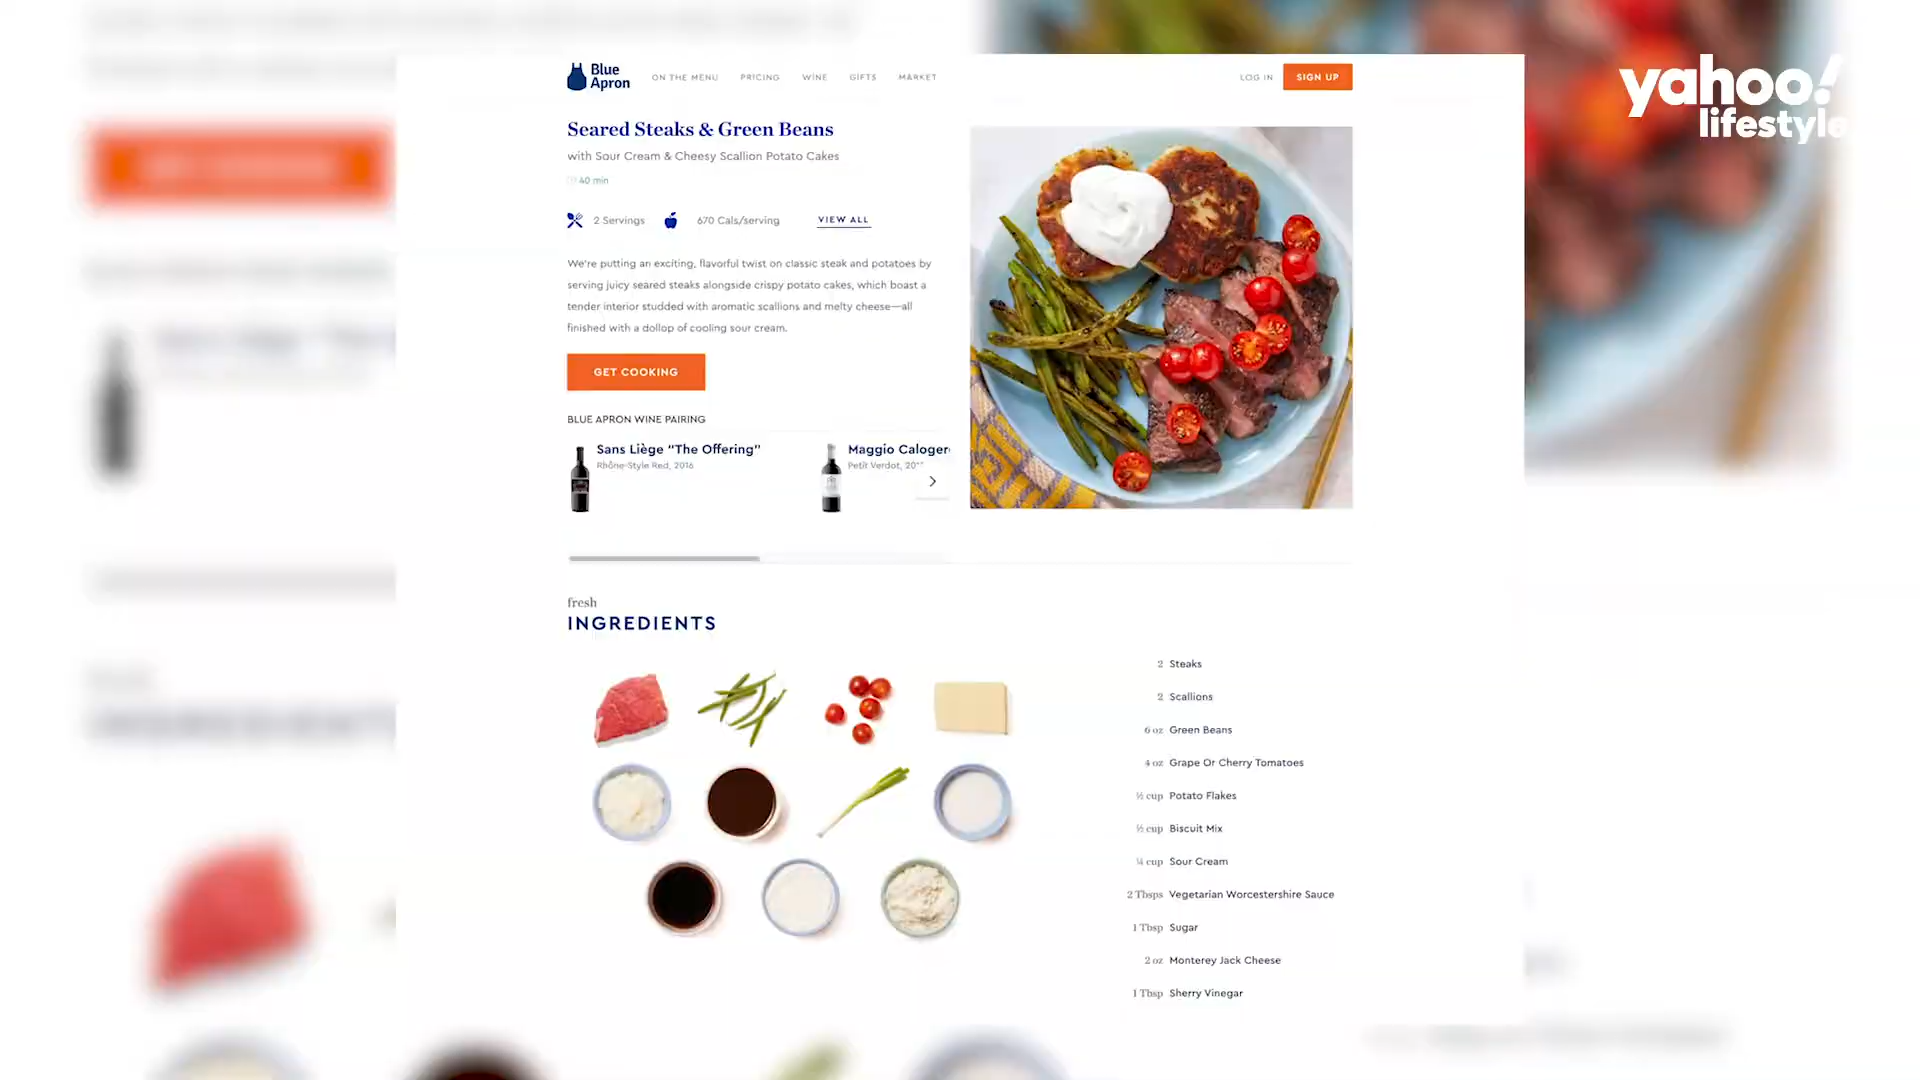 yahoo!
lifestyle
Blue
Apron
ON THE MENU
PRICING
WINE
GIFTS
MARKET
LOG IN
SIGN UP
Seared Steaks & Green Beans
with Sour Cream & Cheesy Scallion Potato Cakes
40 min
2 Servings
670 Cals/serving
VIEW ALL
We're putting an exciting, flavorful twist on classic steak and potatoes by
serving juicy seared steaks alongside crispy potato cakes, which boast a
tender interior studded with aromatic scallions and melty cheese—all
finished with a dollop of cooling sour cream.
GET COOKING
BLUE APRON WINE PAIRING
Sans Liège “The Offering”
Rhône-Style Red, 2016
Maggio Caloger
Petit Verdot,
fresh
INGREDIENTS
2 Steaks
2 Scallions
6 oz Green Beans
4 oz Grape Or Cherry Tomatoes
½ cup Potato Flakes
½ cup Biscuit Mix
¼ cup Sour Cream
2 Tbsps Vegetarian Worcestershire Sauce
1 Tbsp Sugar
2 oz Monterey Jack Cheese
1 Tbsp Sherry Vinegar